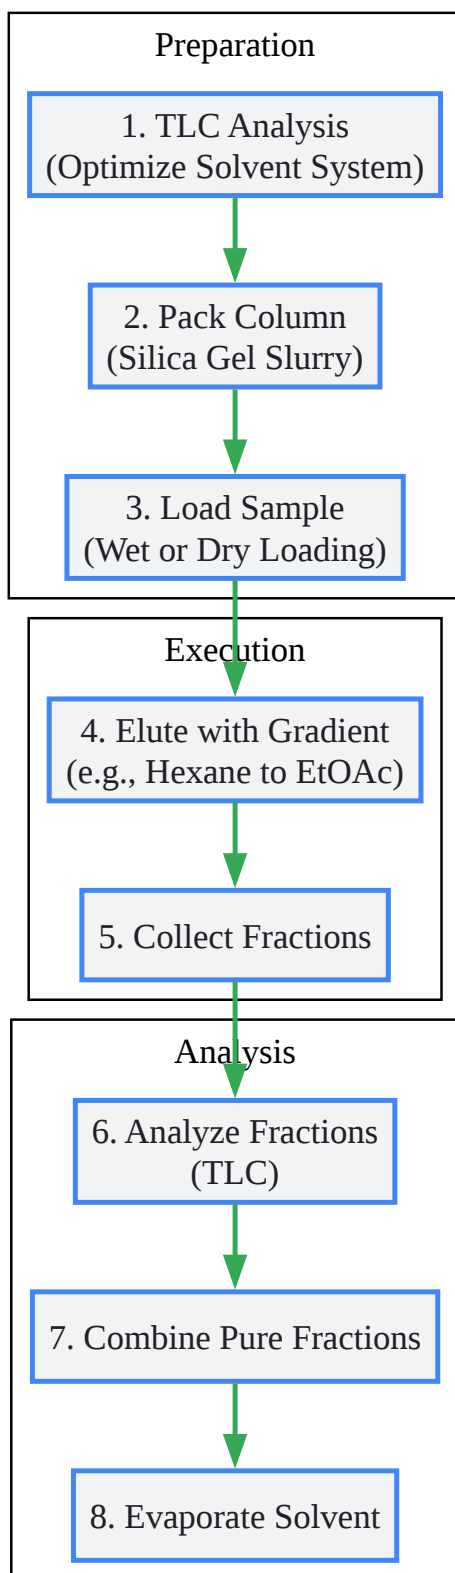 Preparation
1. TLC Analysis
(Optimize Solvent System)
2. Pack Column
(Silica Gel Slurry)
3. Load Sample
(Wet or Dry Loading)
Execution
4. Elute with Gradient
(e.g., Hexane to EtOAc)
5. Collect Fractions
Analysis
6. Analyze Fractions
(TLC)
7. Combine Pure Fractions
8. Evaporate Solvent